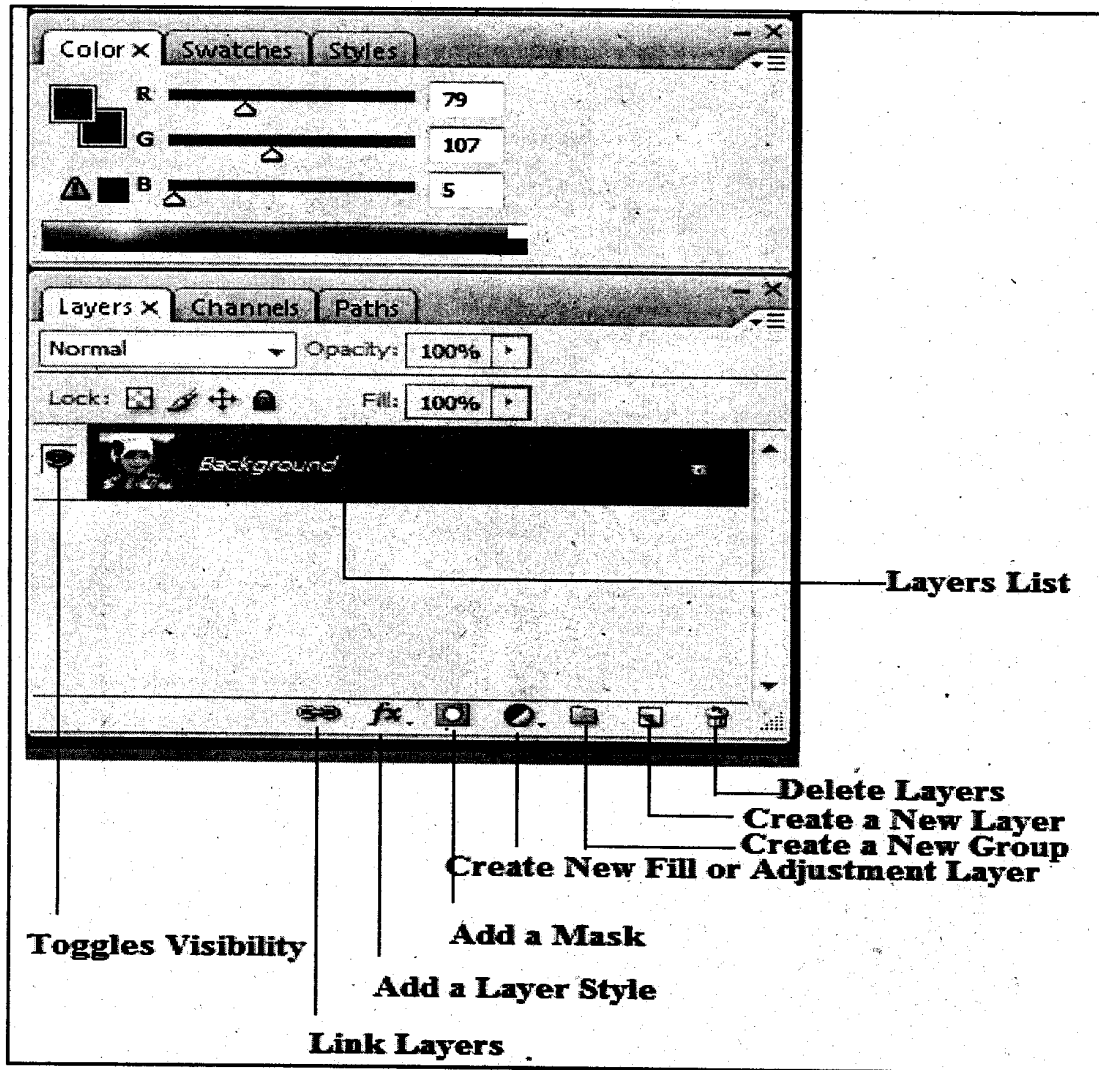 Color × Swatches Styles
R 79
G 107
B 5
Layers × Channels Paths
Normal Opacity: 100%
Lock: Fill: 100%
Background
Layers List
fx
Delete Layers
Create a New Layer
Create a New Group
Create New Fill or Adjustment Layer
Toggles Visibility
Add a Mask
Add a Layer Style
Link Layers